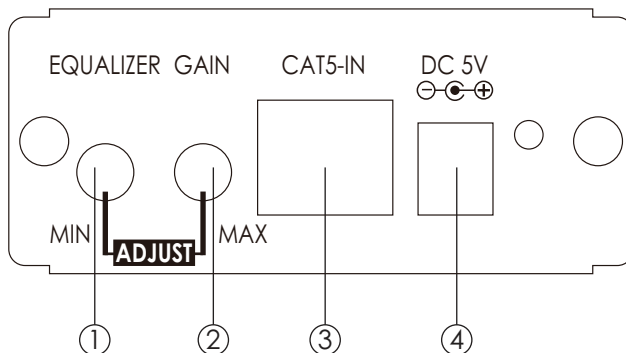 EQUALIZER GAIN CAT5-IN DC 5V
MIN ADJUST MAX
① ② ③ ④